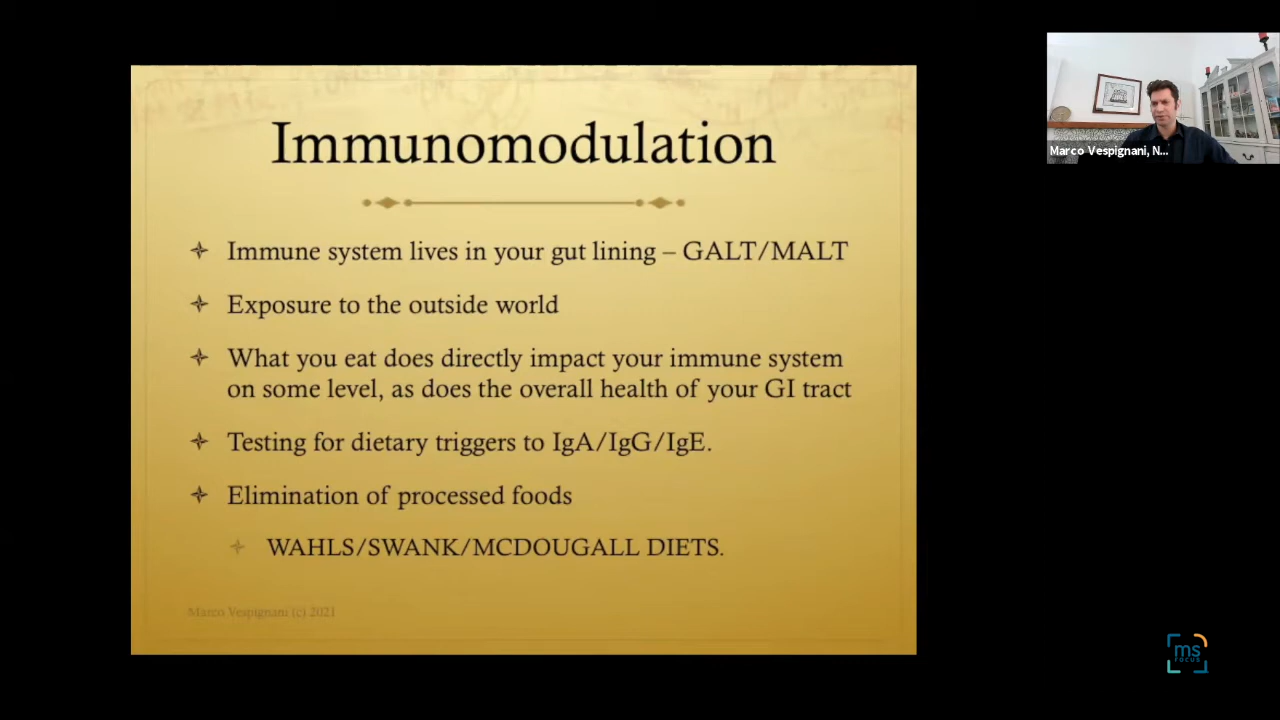 Immunomodulation
Immune system lives in your gut lining – GALT/MALT
Exposure to the outside world
What you eat does directly impact your immune system
on some level, as does the overall health of your GI tract
Testing for dietary triggers to IgA/IgG/IgE.
Elimination of processed foods
WAHLS/SWANK/MCDOUGALL DIETS.
Marco Vespignani (c) 2021
Marco Vespignani, N...
ms
FOCUS